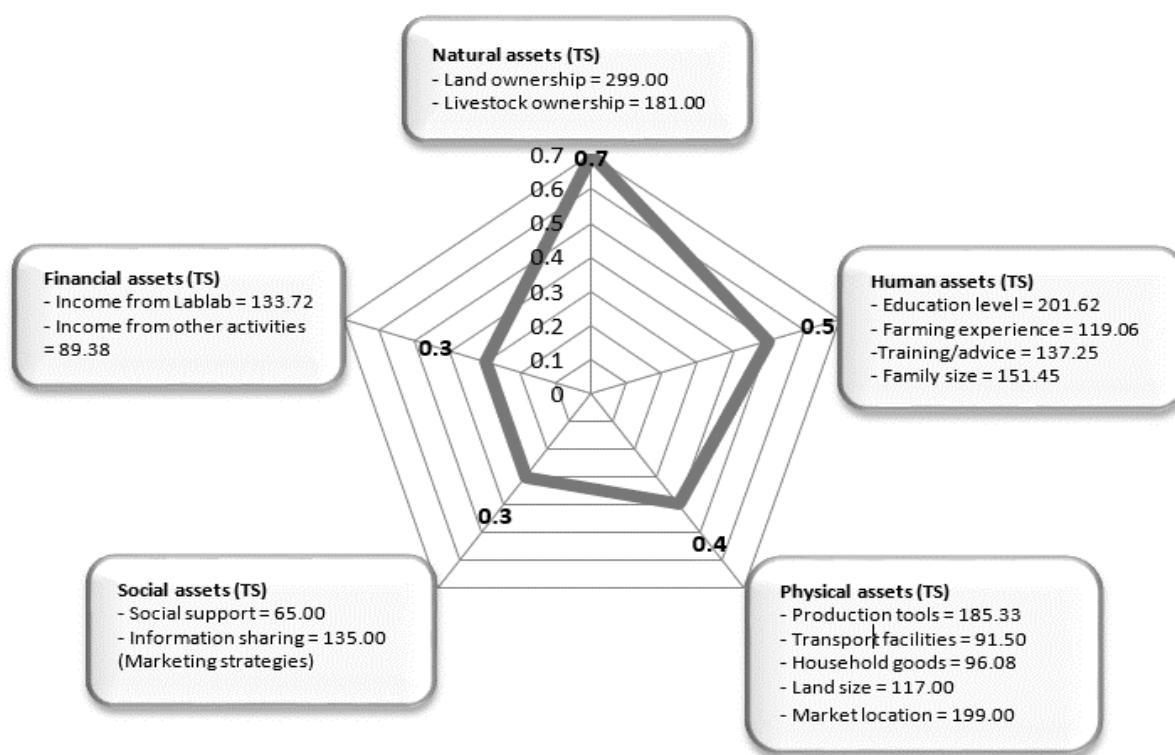 Natural assets (TS)
- Land ownership = 299.00
- Livestock ownership = 181.00
0.7
0.7
0.6
0.5
0.4
0.3
0.2
0.1
0
Financial assets (TS)
- Income from Lablab = 133.72
- Income from other activities
= 89.38
0.3
Human assets (TS)
- Education level = 201.62
- Farming experience = 119.06
-Training/advice = 137.25
- Family size = 151.45
0.5
0.3
0.4
Social assets (TS)
- Social support = 65.00
- Information sharing = 135.00
(Marketing strategies)
Physical assets (TS)
- Production tools = 185.33
- Transport facilities = 91.50
- Household goods = 96.08
- Land size = 117.00
- Market location = 199.00